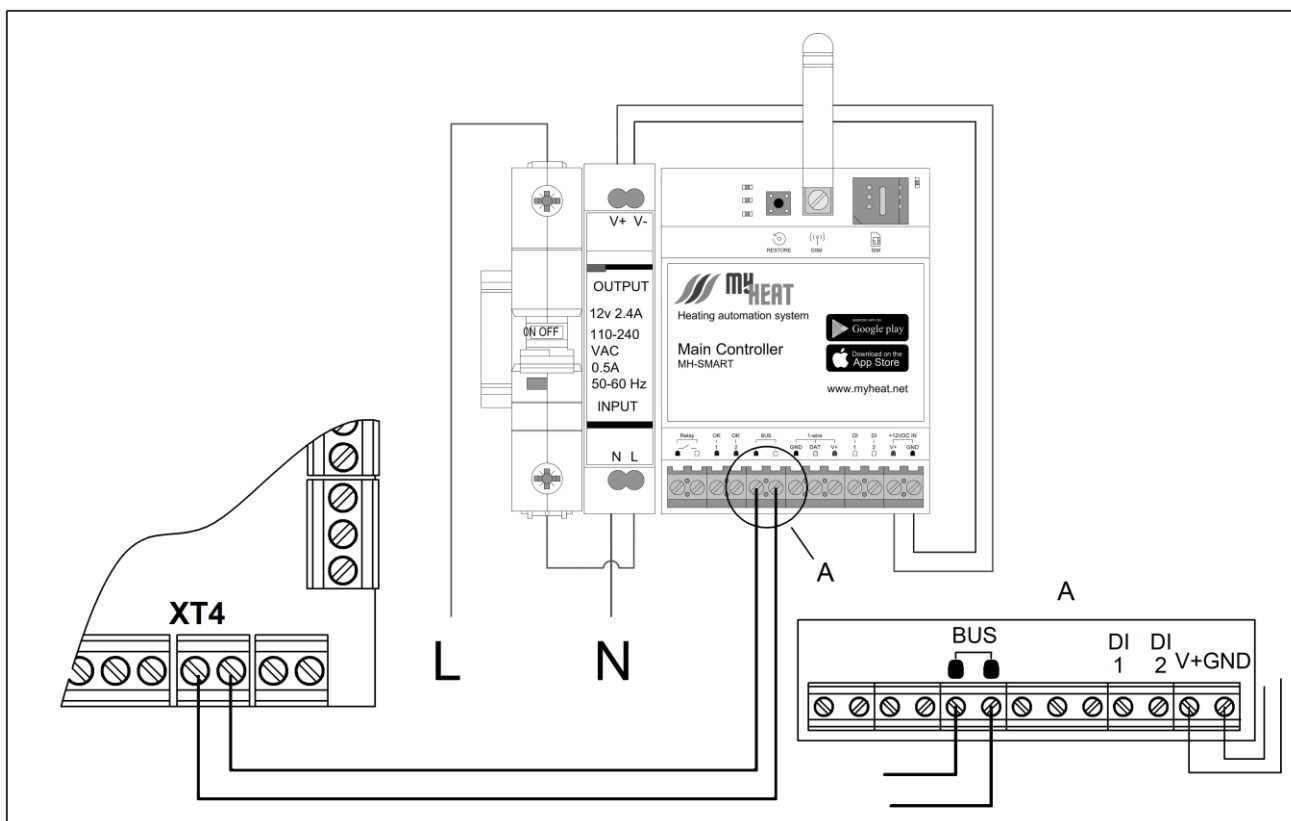 V+ V-
OUTPUT
12v 2.4A
110-240
VAC
0.5A
50-60 Hz
INPUT
N L
ON OFF
RESTORE
GSM
SIM
my HEAT
Heating automation system
Main Controller
MH-SMART
ANDROID APP ON
Google play
Download on the
App Store
www.myheat.net
Relay OK OK BUS 1-wire DI DI +12VDC IN
1 2 GND DAT V+ 1 2 V+ GND
A
XT4
L N
A
BUS DI DI
1 2 V+GND